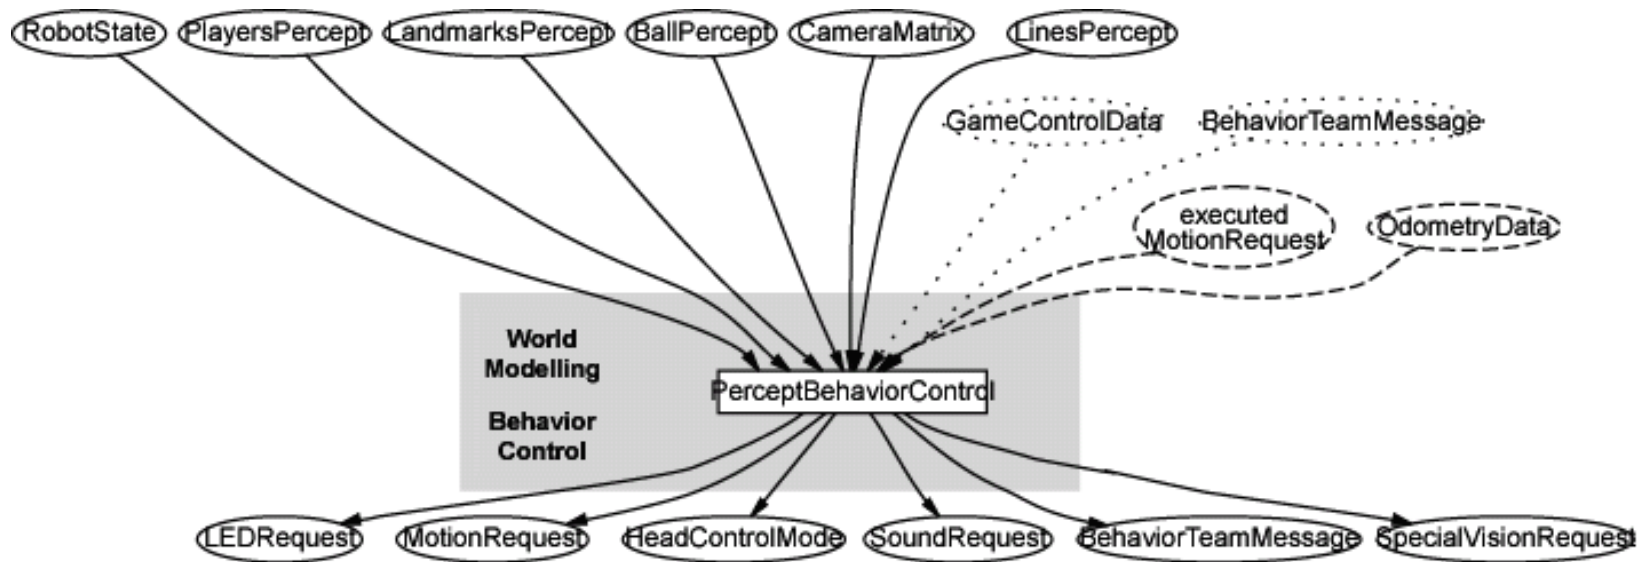 RobotState PlayersPercept LandmarksPercept BallPercept CameraMatrix LinesPercept
GameControlData BehaviorTeamMessage
executed
MotionRequest
OdometryData
World
Modelling
PerceptBehaviorControl
Behavior
Control
LEDRequest MotionRequest HeadControlMode SoundRequest BehaviorTeamMessage SpecialVisionRequest